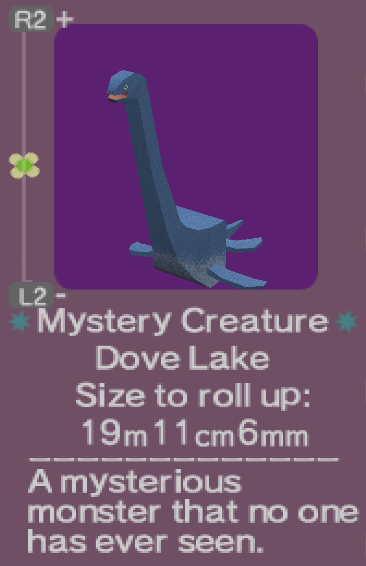 R2 +
L2 -
Mystery Creature
Dove Lake
Size to roll up:
19m11cm6mm
A mysterious
monster that no one
has ever seen.